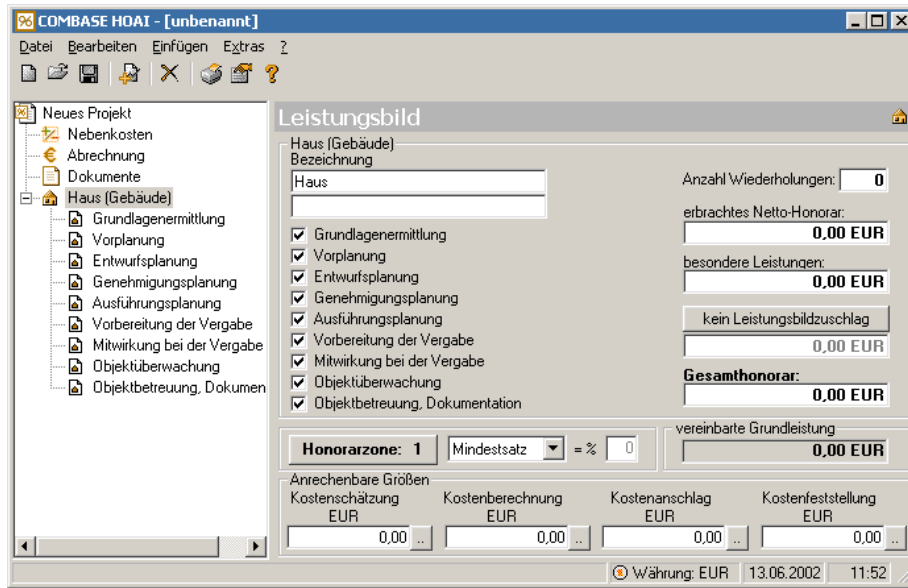 COMBASE HOAI - [unbenannt]
Datei Bearbeiten Einfügen Extras ?
Neues Projekt
Nebenkosten
Abrechnung
Dokumente
Haus (Gebäude)
Grundlagenermittlung
Vorplanung
Entwurfsplanung
Genehmigungsplanung
Ausführungsplanung
Vorbereitung der Vergabe
Mitwirkung bei der Vergabe
Objektüberwachung
Objektbetreuung, Dokumen
Leistungsbild
Haus (Gebäude)
Bezeichnung
Haus
Grundlagenermittlung
Vorplanung
Entwurfsplanung
Genehmigungsplanung
Ausführungsplanung
Vorbereitung der Vergabe
Mitwirkung bei der Vergabe
Objektüberwachung
Objektbetreuung, Dokumentation
Anzahl Wiederholungen: 0
erbrachtes Netto-Honorar:
0,00 EUR
besondere Leistungen:
0,00 EUR
kein Leistungsbildzuschlag
0,00 EUR
Gesamthonorar:
0,00 EUR
Honorarzone: 1 Mindestsatz = % 0
vereinbarte Grundleistung
0,00 EUR
Anrechenbare Größen
Kostenschätzung Kostenberechnung Kostenanschlag Kostenfeststellung
EUR EUR EUR EUR
0,00 .. 0,00 .. 0,00 .. 0,00 ..
Währung: EUR 13.06.2002 11:52